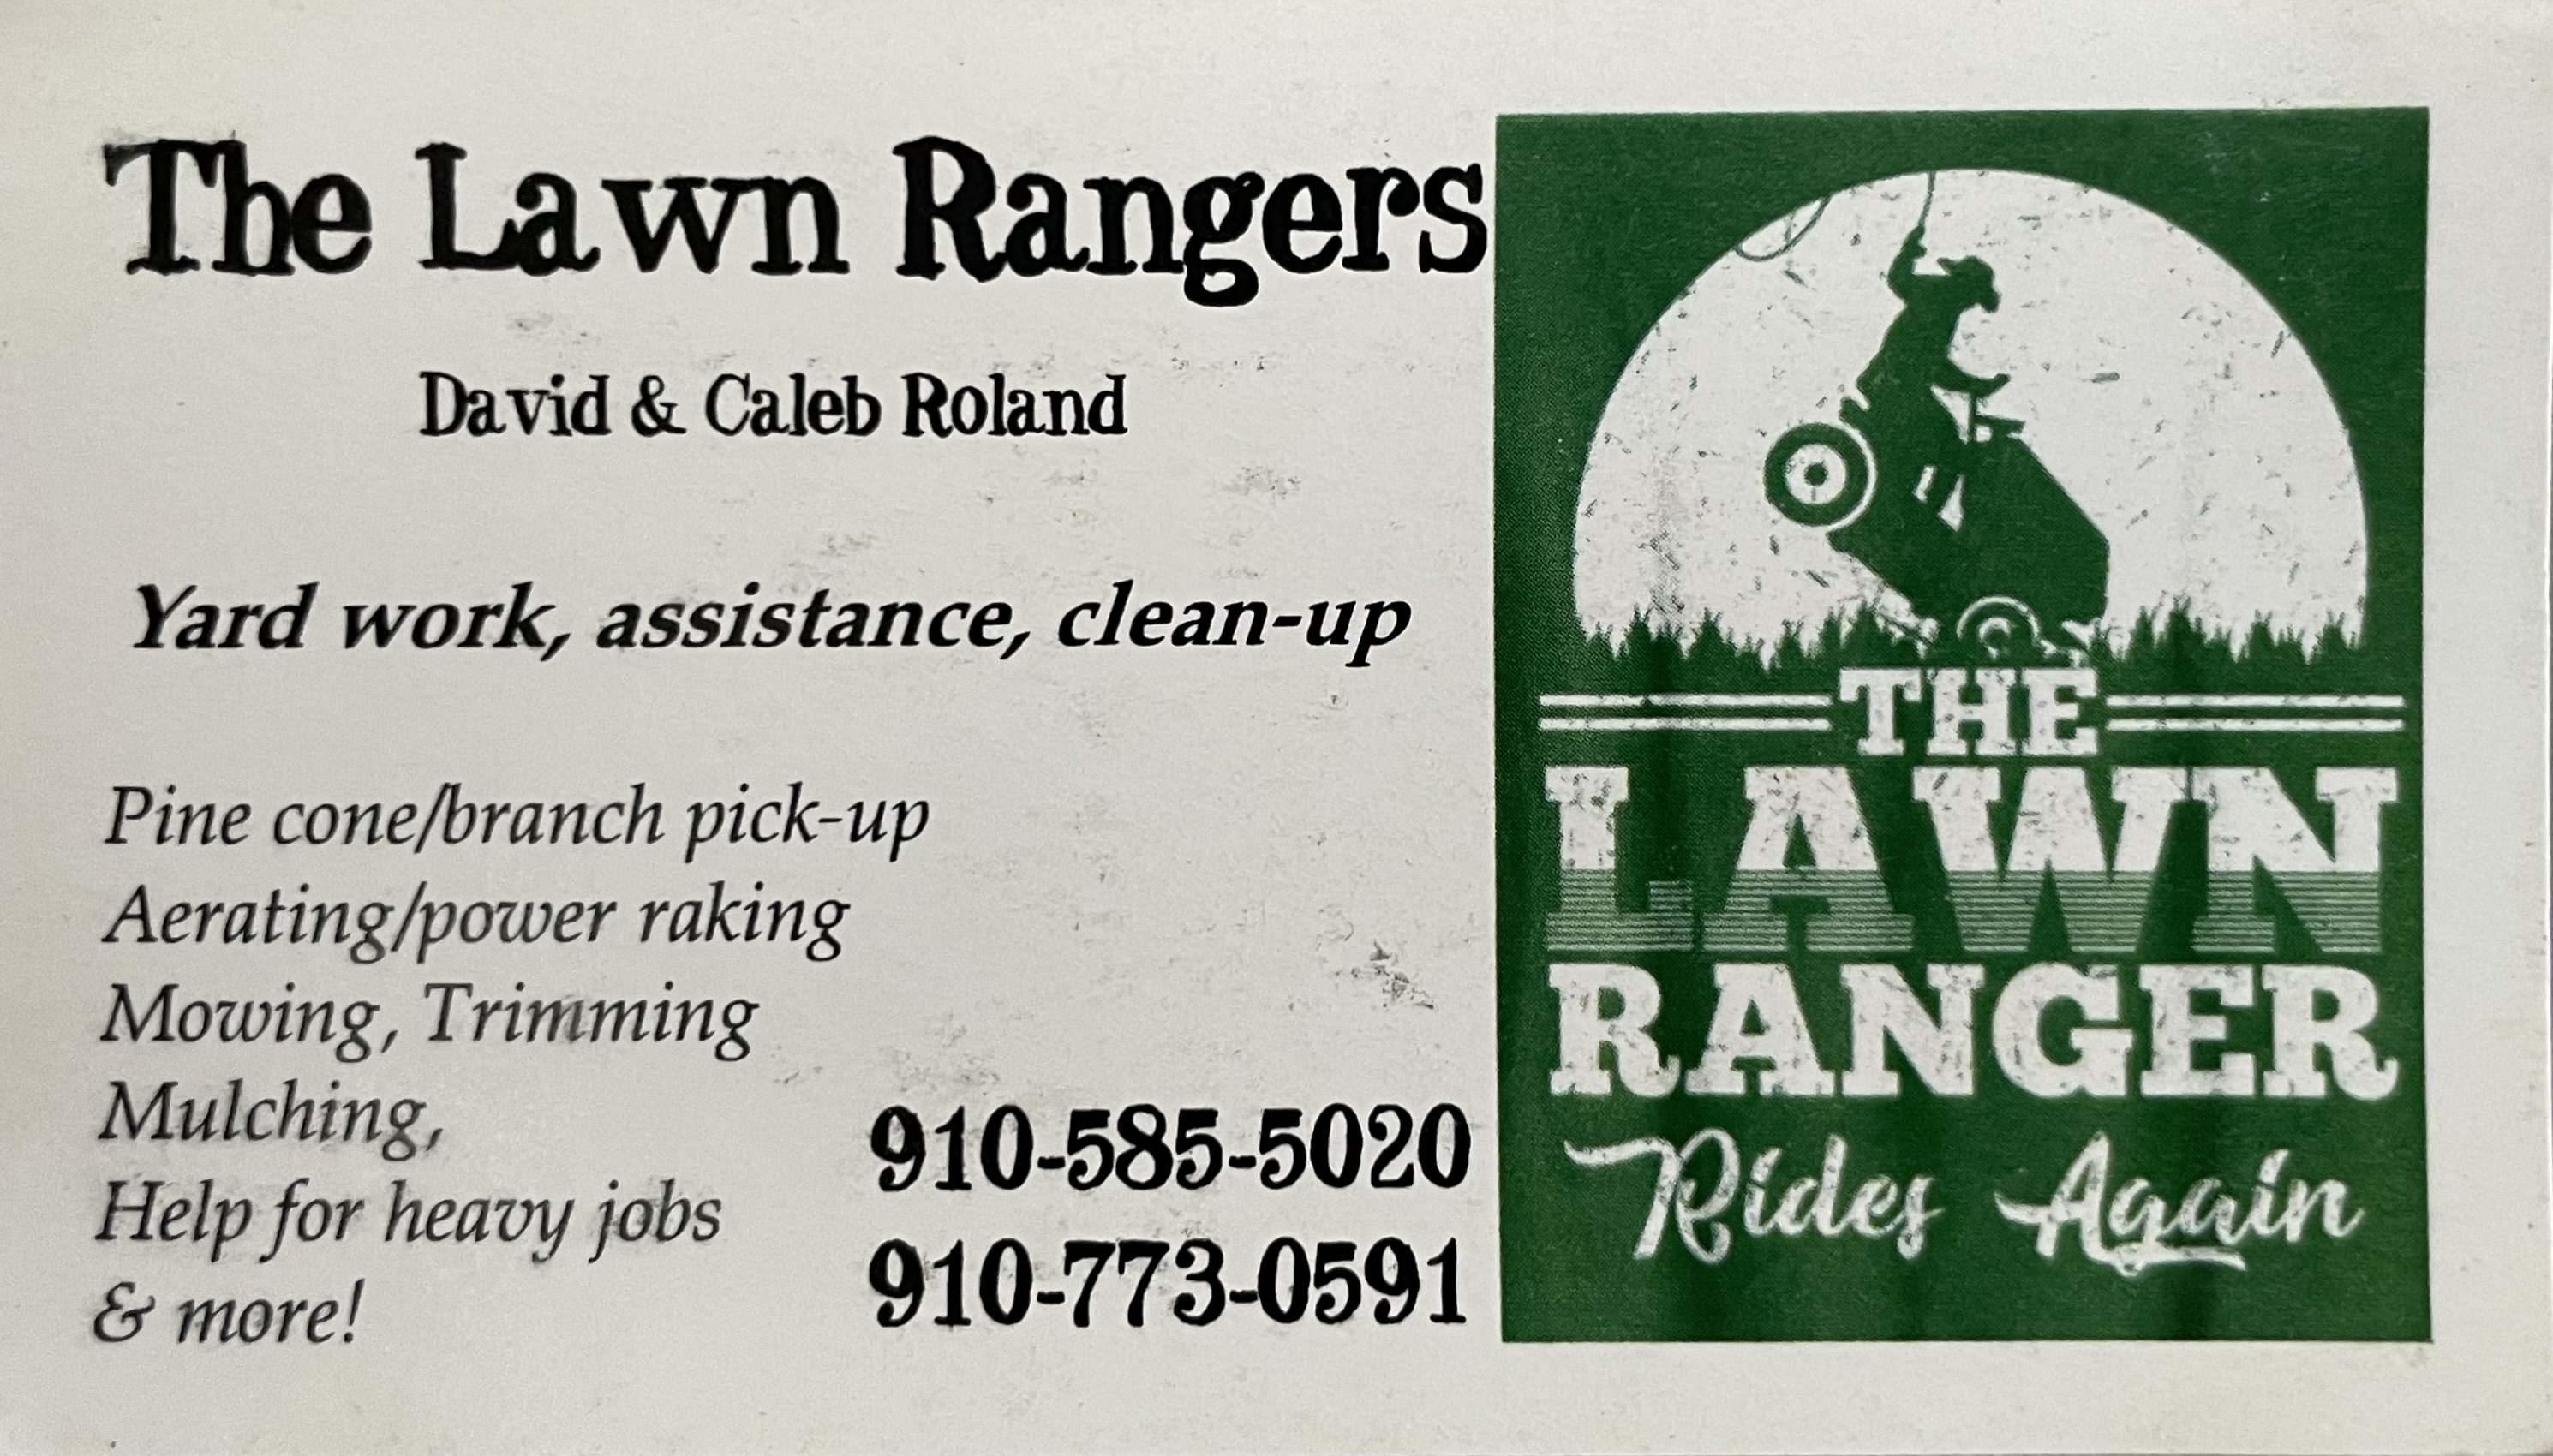 The Lawn Rangers
David & Caleb Roland
Yard work, assistance, clean-up
Pine cone/branch pick-up
Aerating/power raking
Mowing, Trimming
Mulching,
Help for heavy jobs
& more!
910-585-5020
910-773-0591
THE
LAWN
RANGER
Rides Again